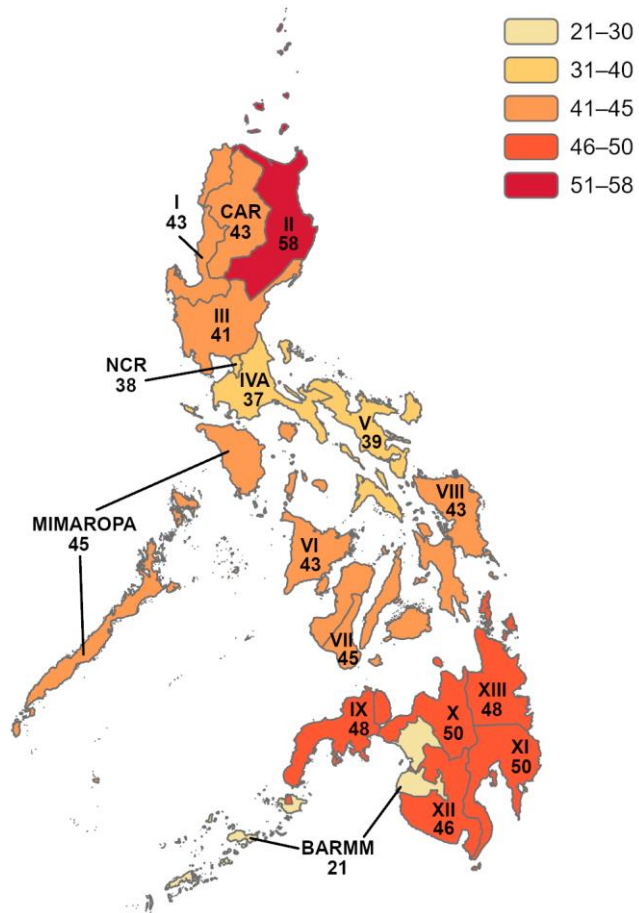 21–30
31–40
41–45
46–50
51–58
I
43
CAR
43
II
58
III
41
NCR
38
IVA
37
V
39
VIII
43
MIMAROPA
45
VI
43
VII
45
IX
48
X
50
XIII
48
XI
50
XII
46
BARMM
21